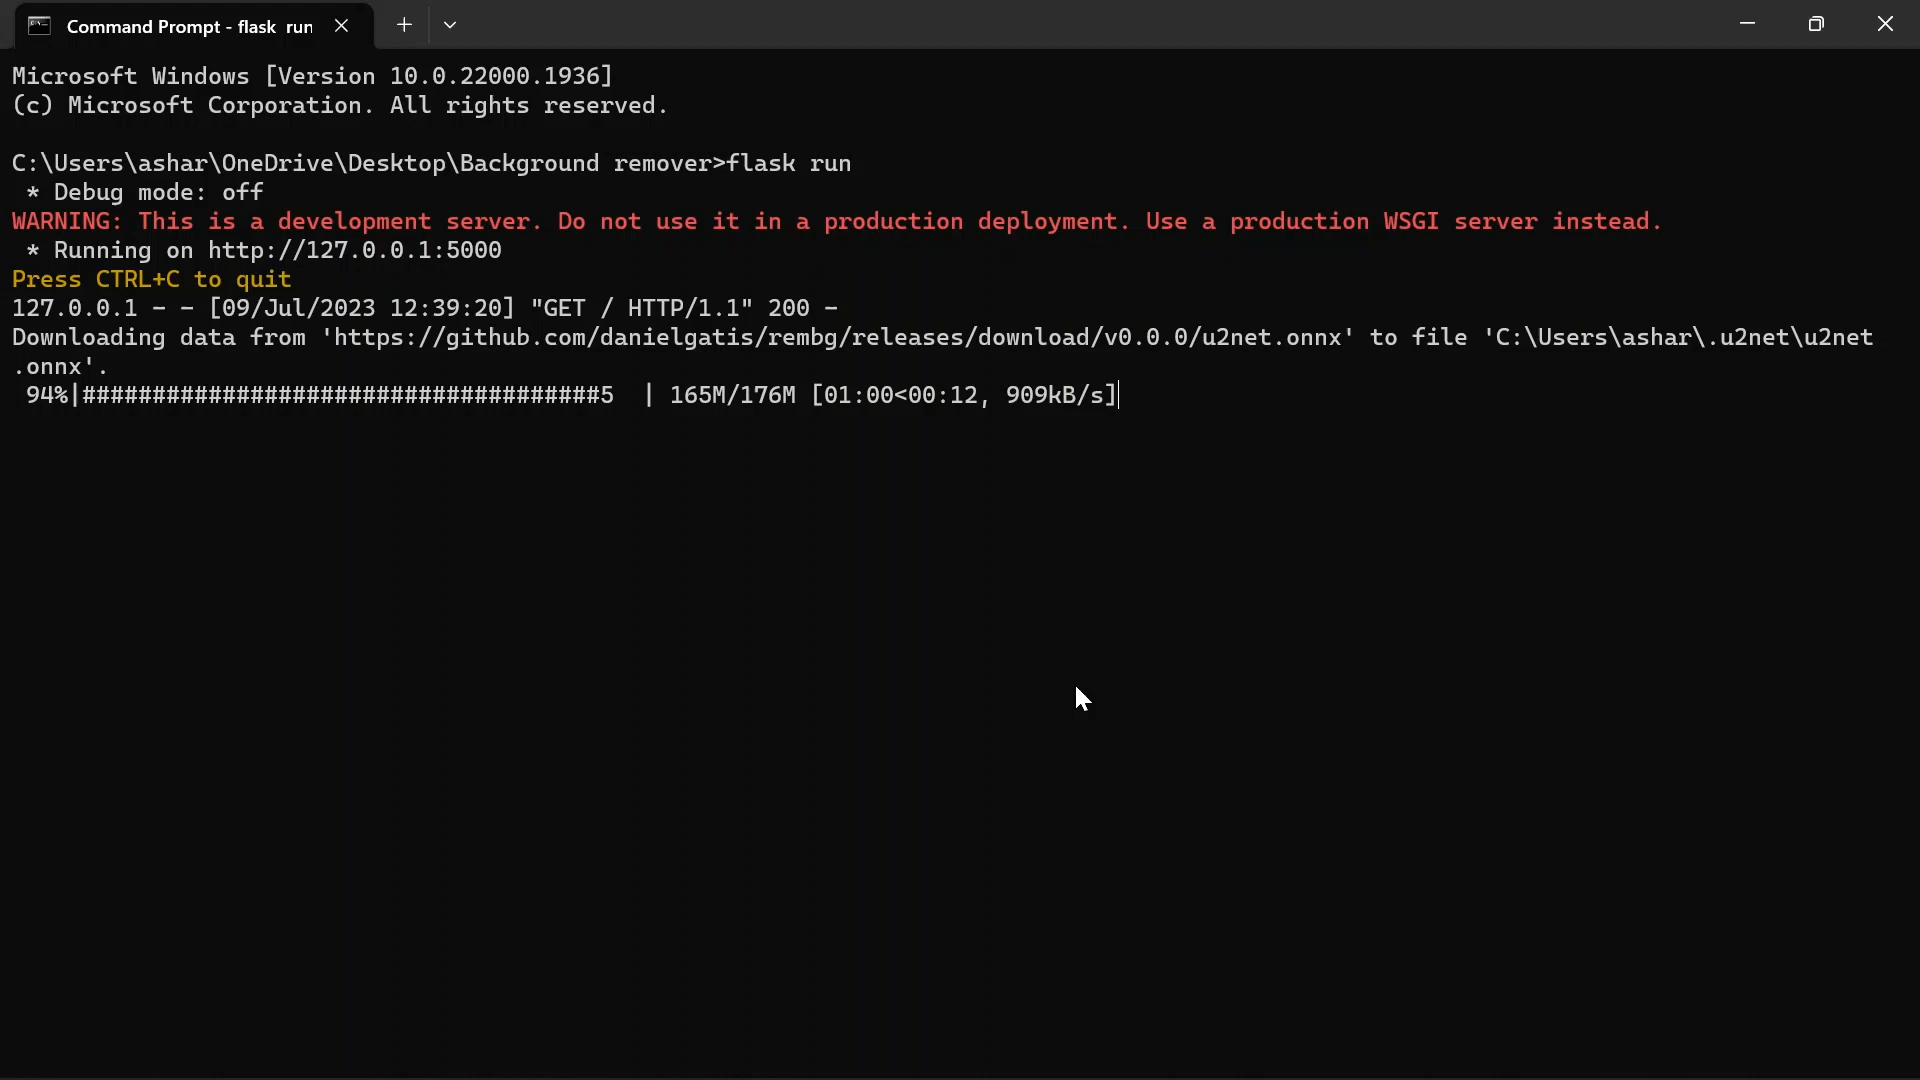 Command Prompt - flask  run
Microsoft Windows [Version 10.0.22000.1936]
(c) Microsoft Corporation. All rights reserved.
C:\Users\ashar\OneDrive\Desktop\Background remover>flask run
 * Debug mode: off
WARNING: This is a development server. Do not use it in a production deployment. Use a production WSGI server instead.
 * Running on http://127.0.0.1:5000
Press CTRL+C to quit
127.0.0.1 - - [09/Jul/2023 12:39:20] "GET / HTTP/1.1" 200 -
Downloading data from 'https://github.com/danielgatis/rembg/releases/download/v0.0.0/u2net.onnx' to file 'C:\Users\ashar\.u2net\u2net
.onnx'.
 94%|#####################################5  | 165M/176M [01:00<00:12, 909kB/s]